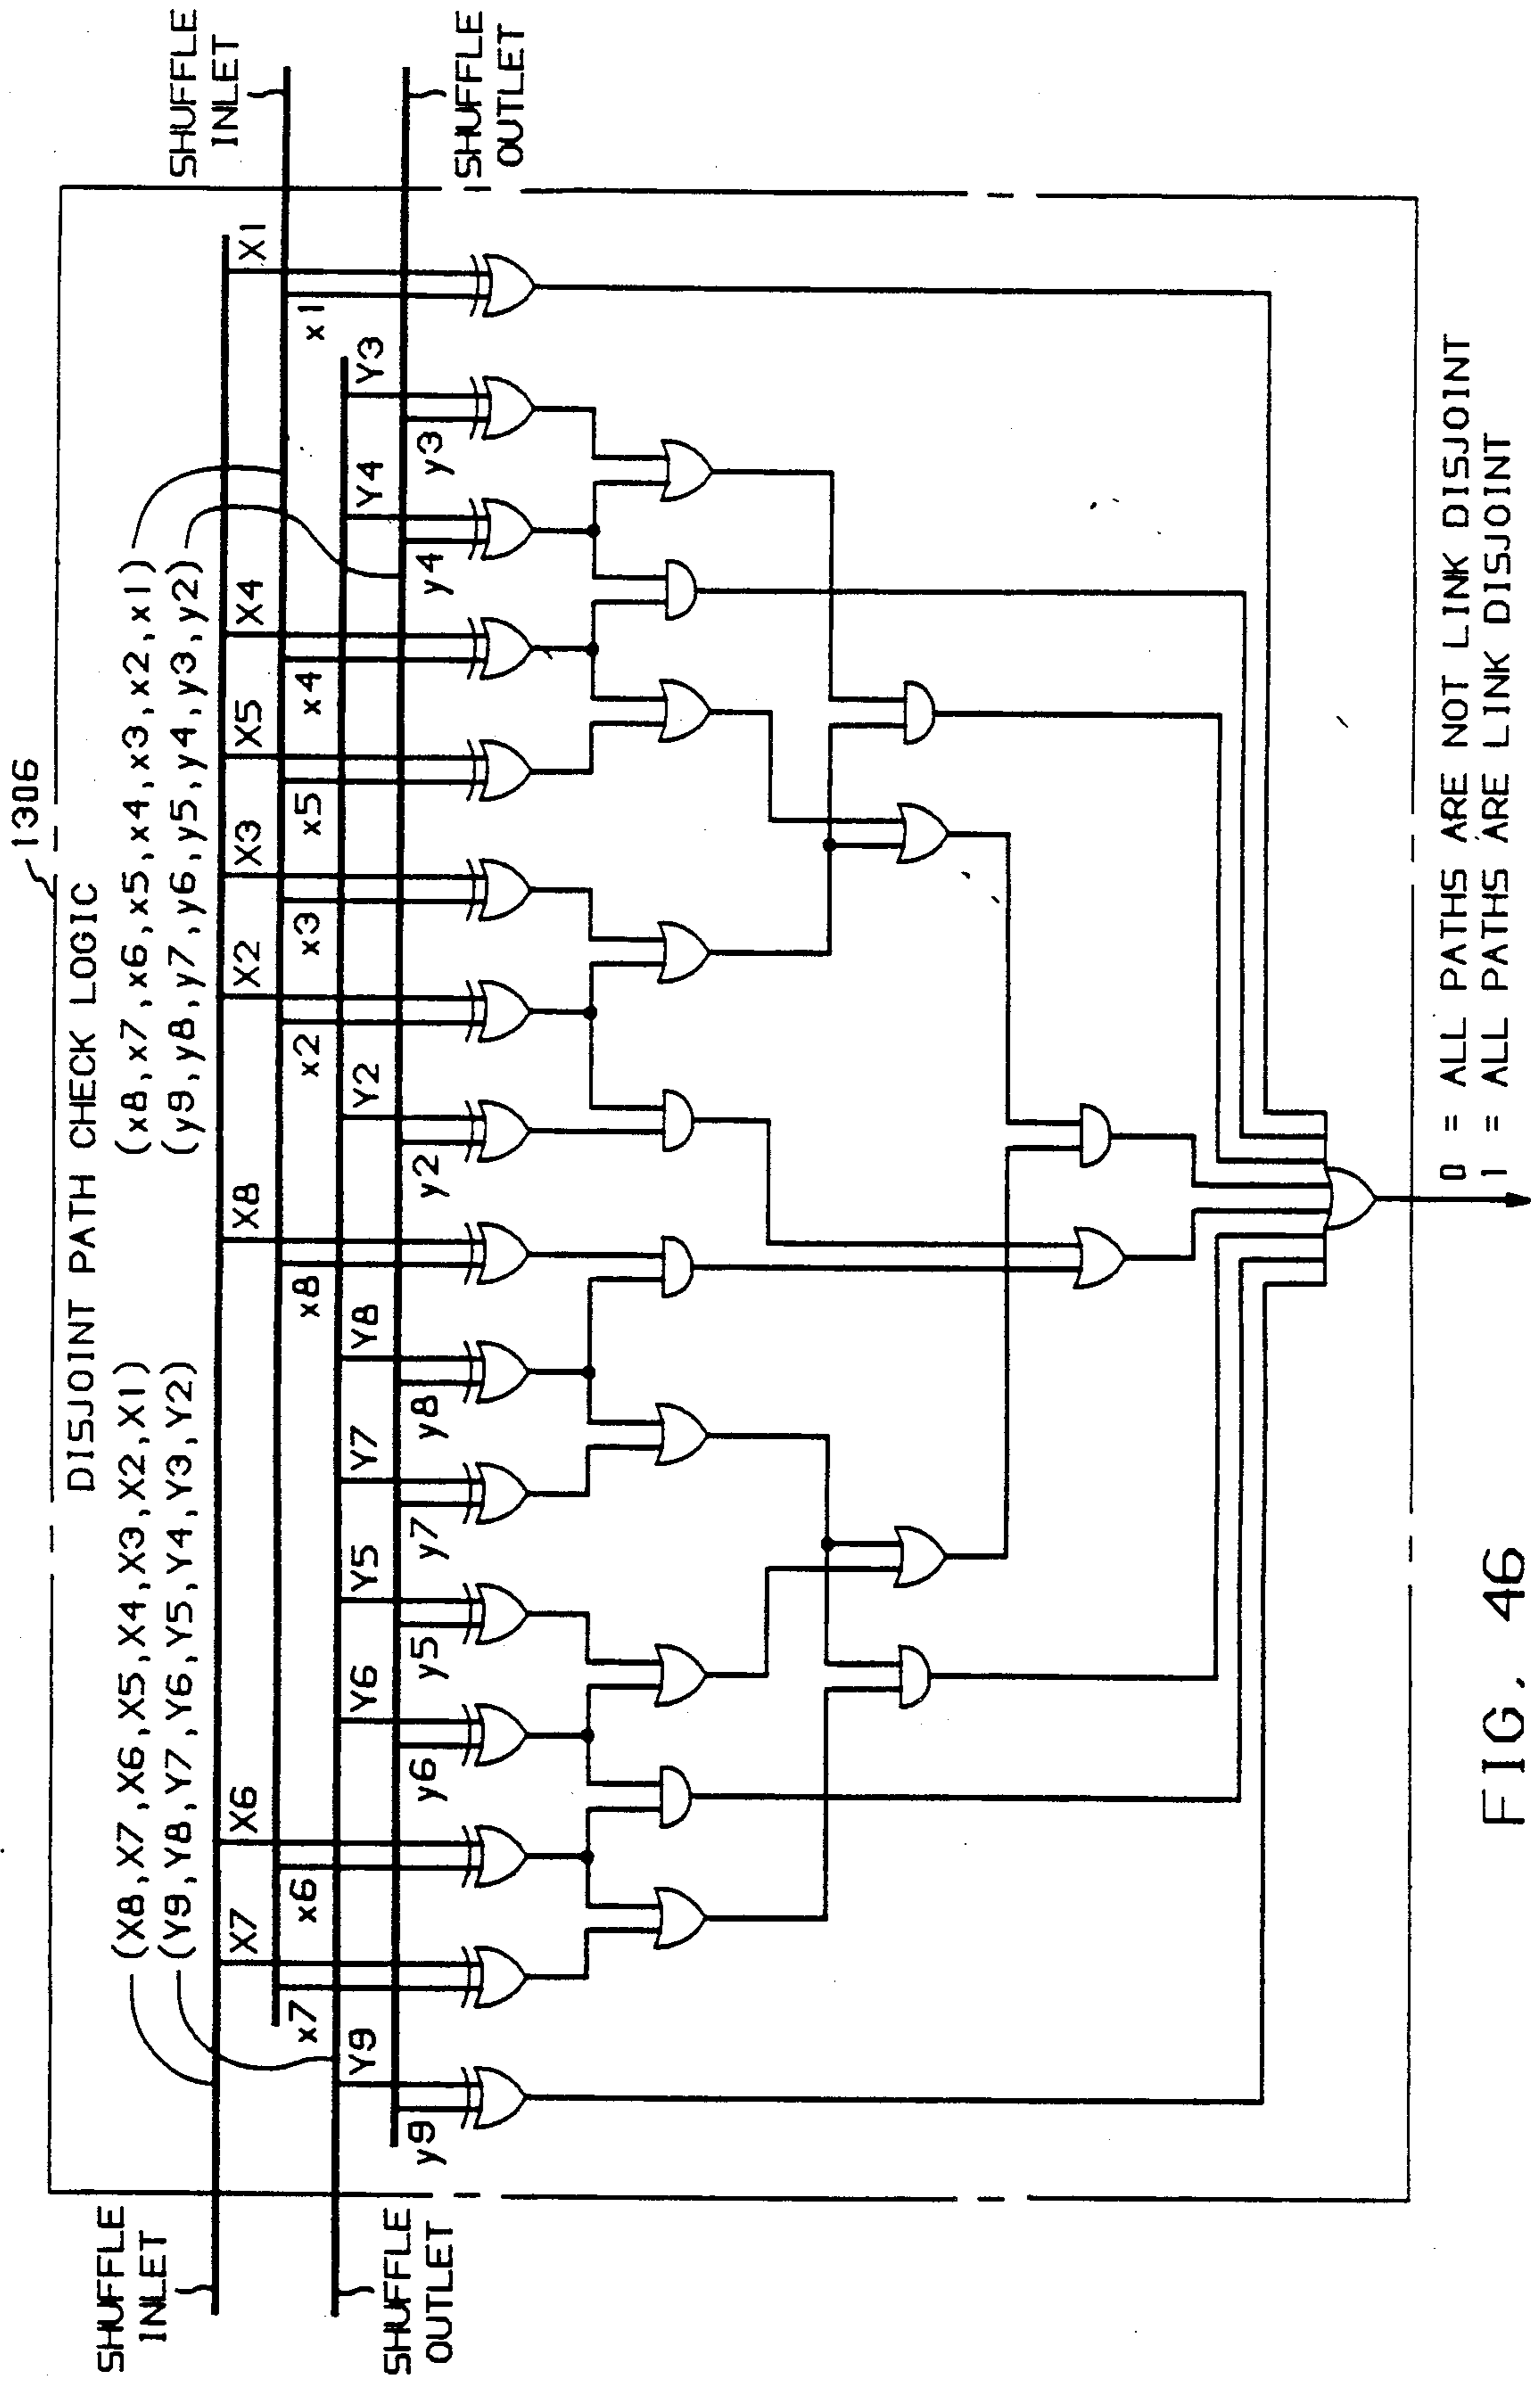 1306
DISJOINT PATH CHECK LOGIC
SHUFFLE
INLET
(X8,X7,X6,X5,X4,X3,X2,X1)
(Y9,Y8,Y7,Y6,Y5,Y4,Y3,Y2)
(x8,x7,x6,x5,x4,x3,x2,x1)
(y9,y8,y7,y6,y5,y4,y3,y2)
SHUFFLE
INLET
X7 X6 X8 X2 X3 X5 X4 X1
x7 x6 x8 x2 x3 x5 x4 x1
Y9 Y6 Y5 Y7 Y8 Y2 Y4 Y3
y9 y6 y5 y7 y8 y2 y4 y3
SHUFFLE
OUTLET
SHUFFLE
OUTLET
0 = ALL PATHS ARE NOT LINK DISJOINT
1 = ALL PATHS ARE LINK DISJOINT
FIG. 46